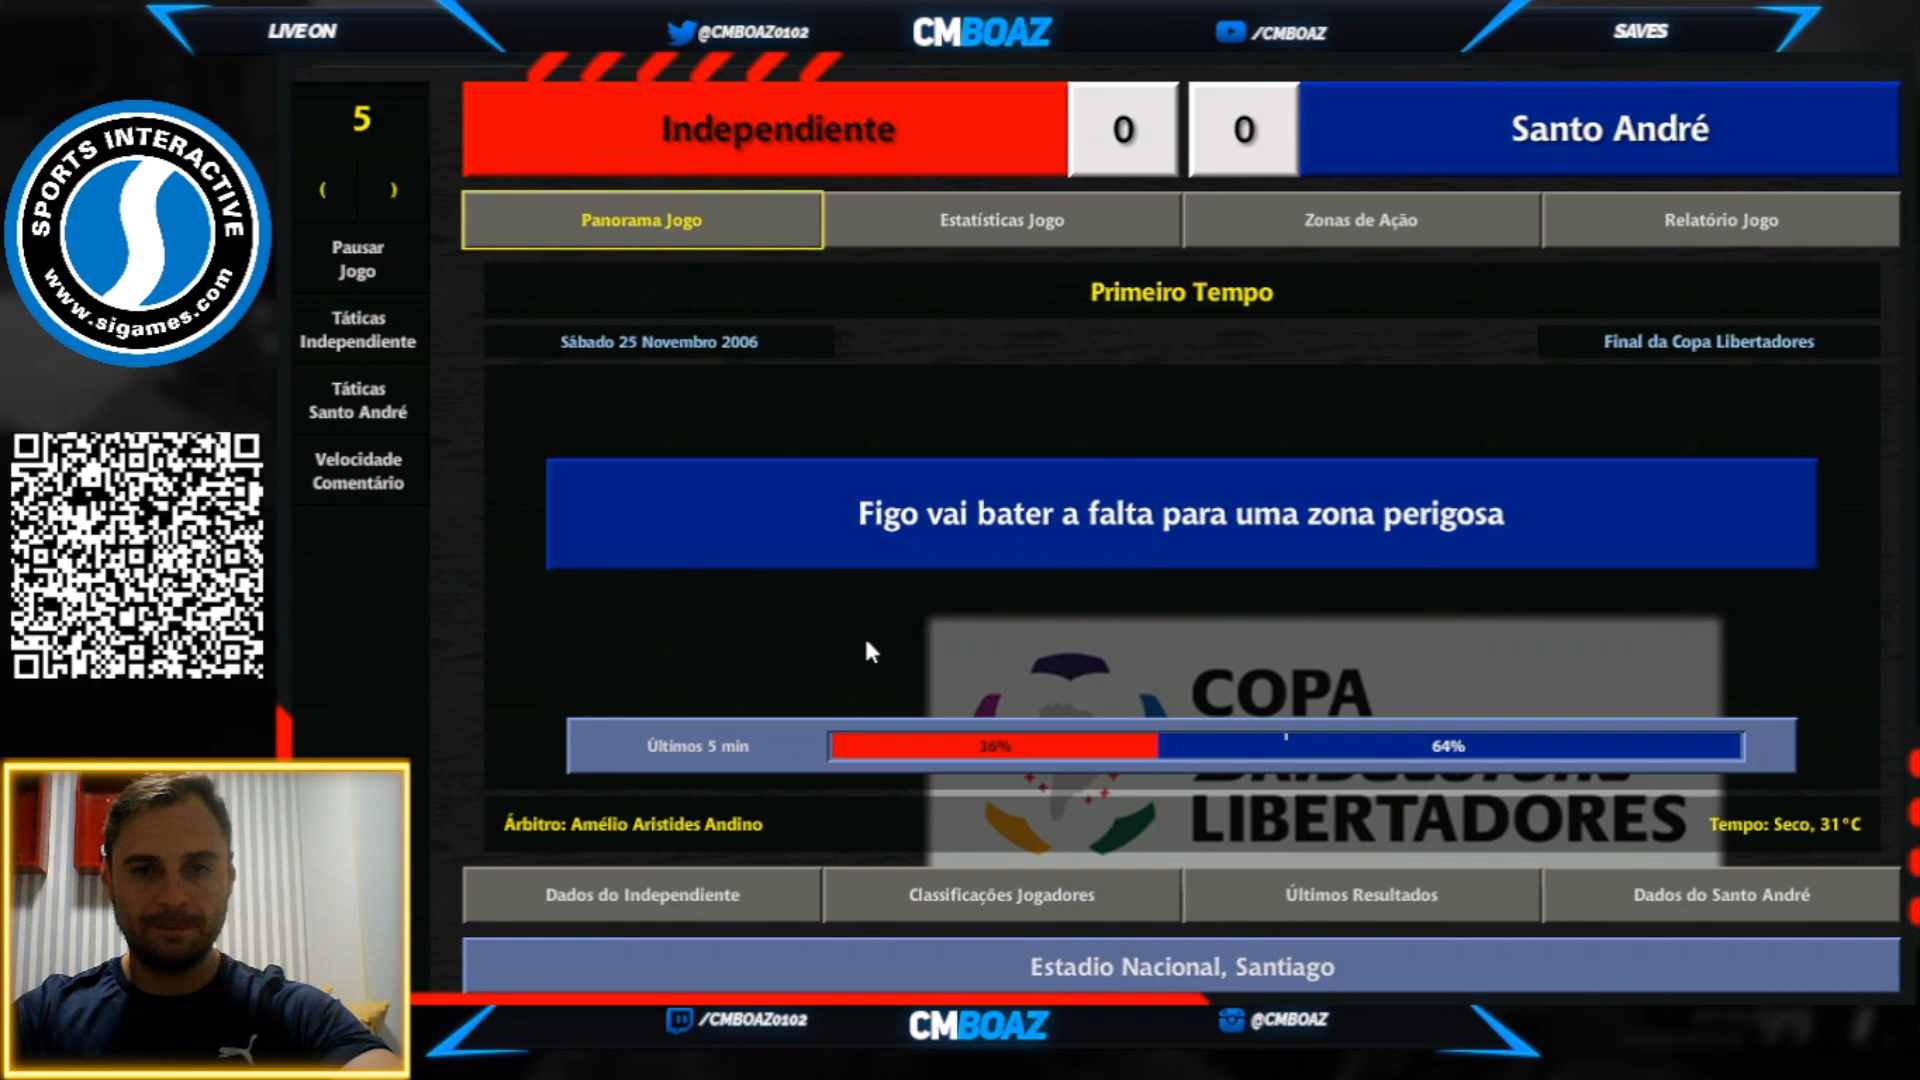 LIVE ON
@CMBOAZ0102
CMBOAZ
/CMBOAZ
SAVES
SPORTS INTERACTIVE
www.sigames.com
5
( )
Pausar
Jogo
Táticas
Independiente
Táticas
Santo André
Velocidade
Comentário
Independiente 0 0 Santo André
Panorama Jogo
Estatísticas Jogo
Zonas de Ação
Relatório Jogo
Primeiro Tempo
Sábado 25 Novembro 2006
Final da Copa Libertadores
Figo vai bater a falta para uma zona perigosa
COPA
Últimos 5 min
36%
64%
LIBERTADORES
Árbitro: Amélio Aristides Andino
Tempo: Seco, 31°C
Dados do Independiente
Classificações Jogadores
Últimos Resultados
Dados do Santo André
Estadio Nacional, Santiago
/CMBOAZ0102
CMBOAZ
@CMBOAZ